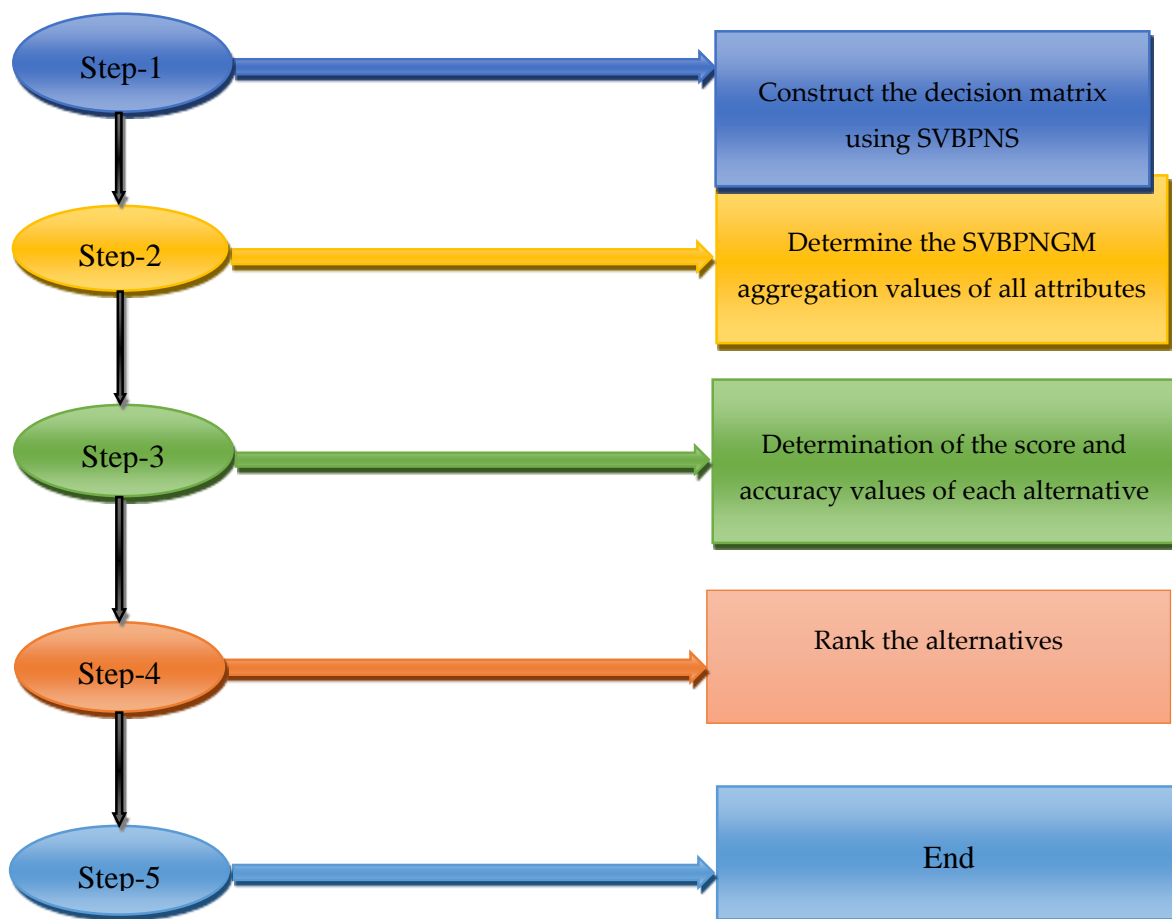 Step-1
Construct the decision matrix
using SVBPNS
Step-2
Determine the SVBPNGM
aggregation values of all attributes
Step-3
Determination of the score and
accuracy values of each alternative
Step-4
Rank the alternatives
Step-5
End